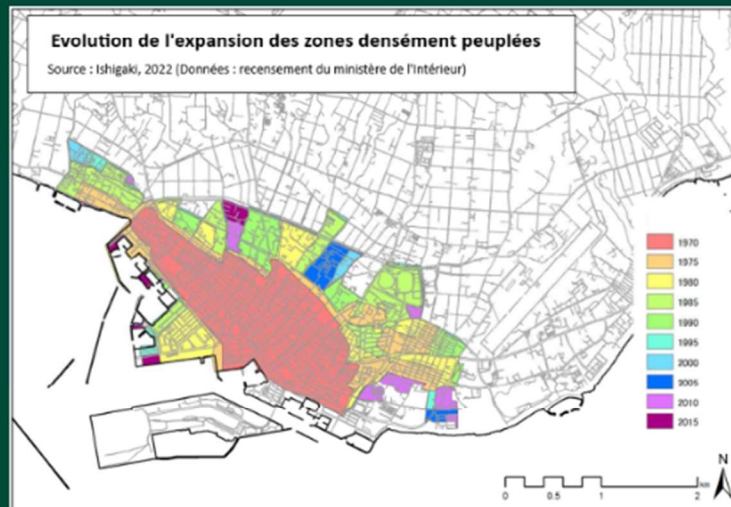 Evolution de l'expansion des zones densément peuplées
Source : Ishigaki, 2022 (Données : recensement du ministère de l'Intérieur)
1970
1975
1980
1985
1990
1995
2000
2005
2010
2015
N
km
0 0.5 1 2